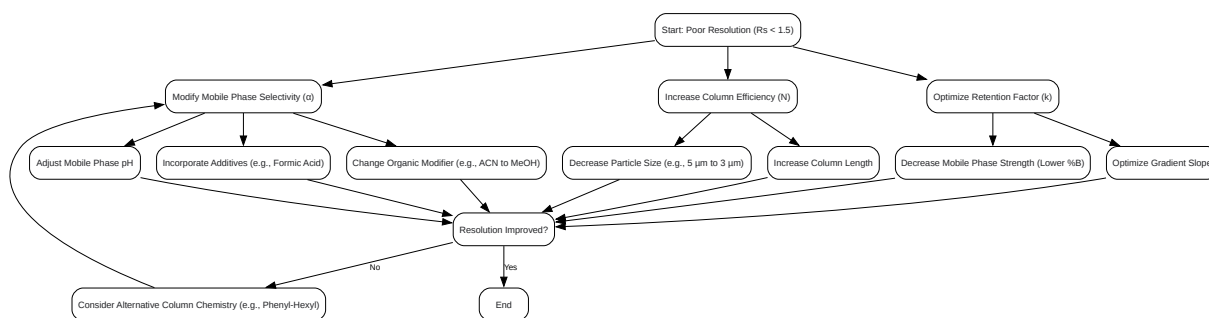 Start: Poor Resolution (Rs < 1.5)
Modify Mobile Phase Selectivity (α)
Increase Column Efficiency (N)
Optimize Retention Factor (k)
Adjust Mobile Phase pH
Incorporate Additives (e.g., Formic Acid)
Change Organic Modifier (e.g., ACN to MeOH)
Decrease Particle Size (e.g., 5 µm to 3 µm)
Increase Column Length
Decrease Mobile Phase Strength (Lower %B)
Optimize Gradient Slope
Resolution Improved?
No
Yes
Consider Alternative Column Chemistry (e.g., Phenyl-Hexyl)
End